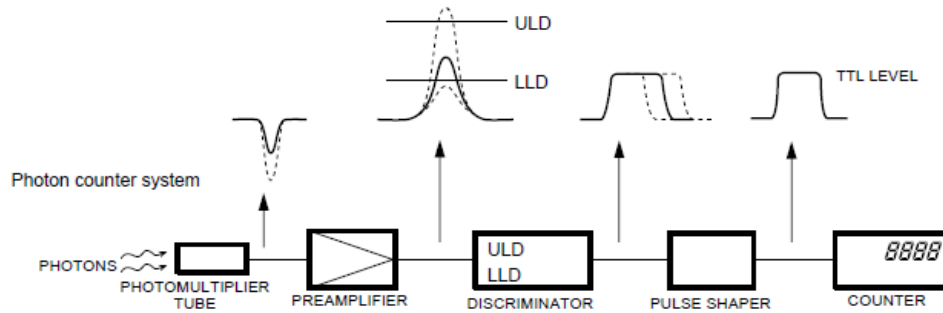 ULD
LLD
TTL LEVEL
Photon counter system
PHOTONS
PHOTOMULTIPLIER
TUBE
PREAMPLIFIER
ULD
LLD
DISCRIMINATOR
PULSE SHAPER
8888
COUNTER